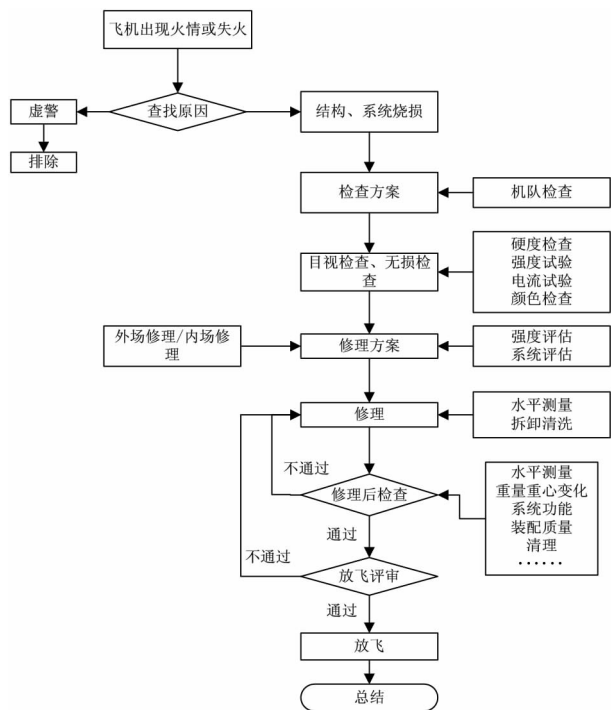 飞机出现火情或失火
虚警
查找原因
结构、系统烧损
排除
检查方案
机队检查
目视检查、无损检
查
硬度检查
强度试验
电流试验
颜色检查
外场修理/内场修
理
修理方案
强度评估
系统评估
修理
水平测量
拆卸清洗
不通过
修理后检查
水平测量
重量重心变化
系统功能
装配质量
清理
······
通过
不通过
放飞评审
通过
放飞
总结